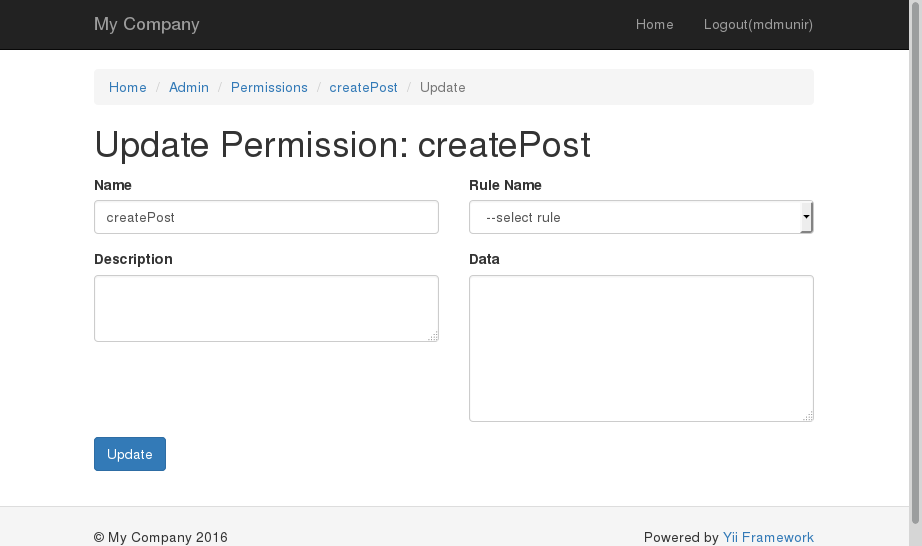 My Company Home Logout(mdmunir)
Home / Admin / Permissions / createPost / Update
Update Permission: createPost
Name Rule Name
createPost --select rule
Description Data
Update
© My Company 2016 Powered by Yii Framework